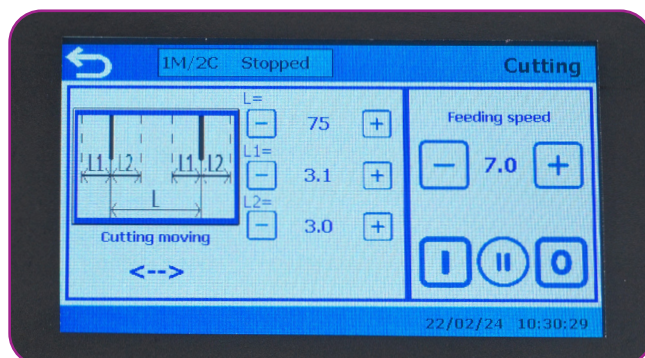 1M/2C Stopped
Cutting
L1 L2 L1 L2
L
Cutting moving
<-->
L=
- 75 +
L1=
- 3.1 +
L2=
- 3.0 +
Feeding speed
- 7.0 +
I II O
22/02/24 10:30:29